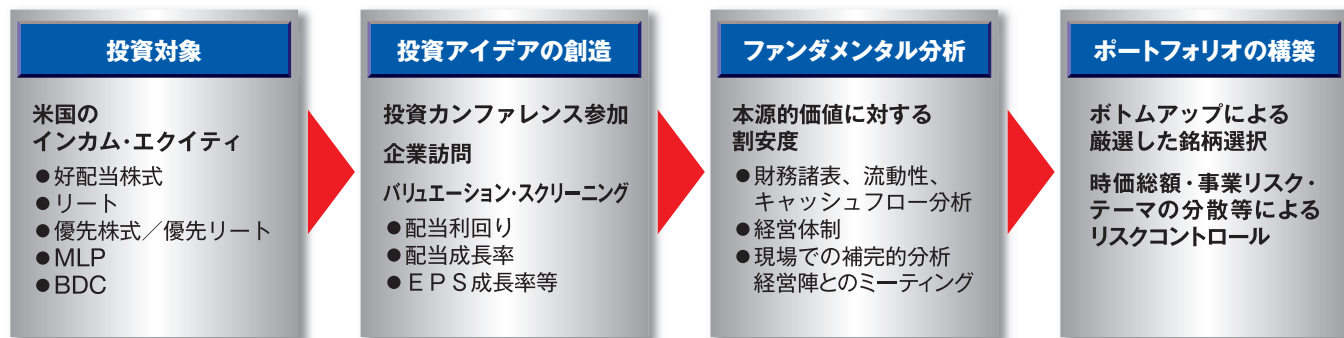 投資対象
米国の
インカム・エクイティ
●好配当株式
●リート
●優先株式／優先リート
●MLP
●BDC
投資アイデアの創造
投資カンファレンス参加
企業訪問
バリュエーション・スクリーニング
●配当利回り
●配当成長率
●ＥＰＳ成長率等
ファンダメンタル分析
本源的価値に対する
割安度
●財務諸表、流動性、
キャッシュフロー分析
●経営体制
●現場での補完的分析
経営陣とのミーティング
ポートフォリオの構築
ボトムアップによる
厳選した銘柄選択
時価総額・事業リスク・
テーマの分散等による
リスクコントロール